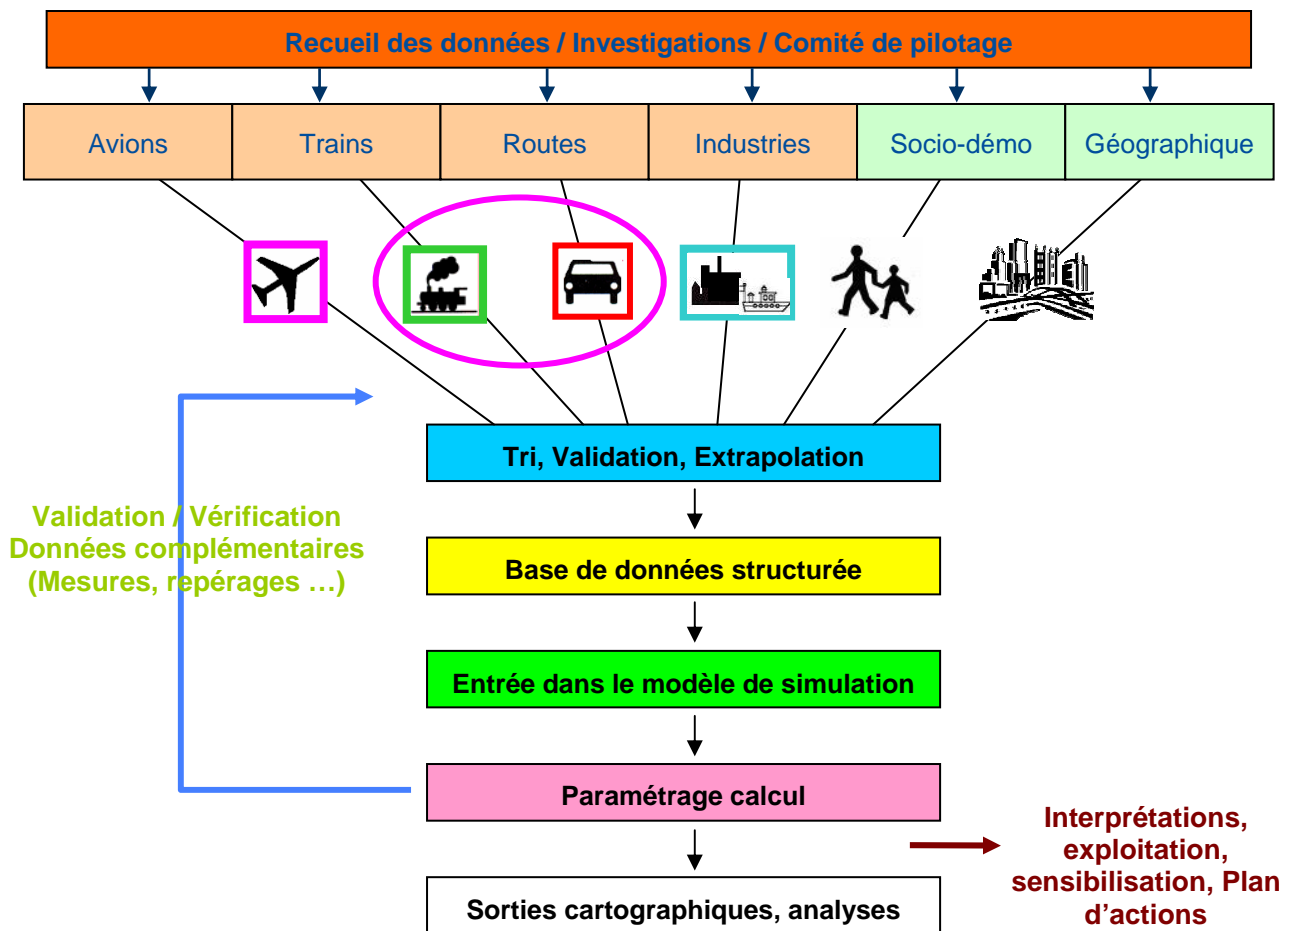 Recueil des données / Investigations / Comité de pilotage
Avions
Trains
Routes
Industries
Socio-démo
Géographique
Tri, Validation, Extrapolation
Validation / Vérification
Données complémentaires
(Mesures, repérages …)
Base de données structurée
Entrée dans le modèle de simulation
Paramétrage calcul
Interprétations,
exploitation,
sensibilisation, Plan
d’actions
Sorties cartographiques, analyses